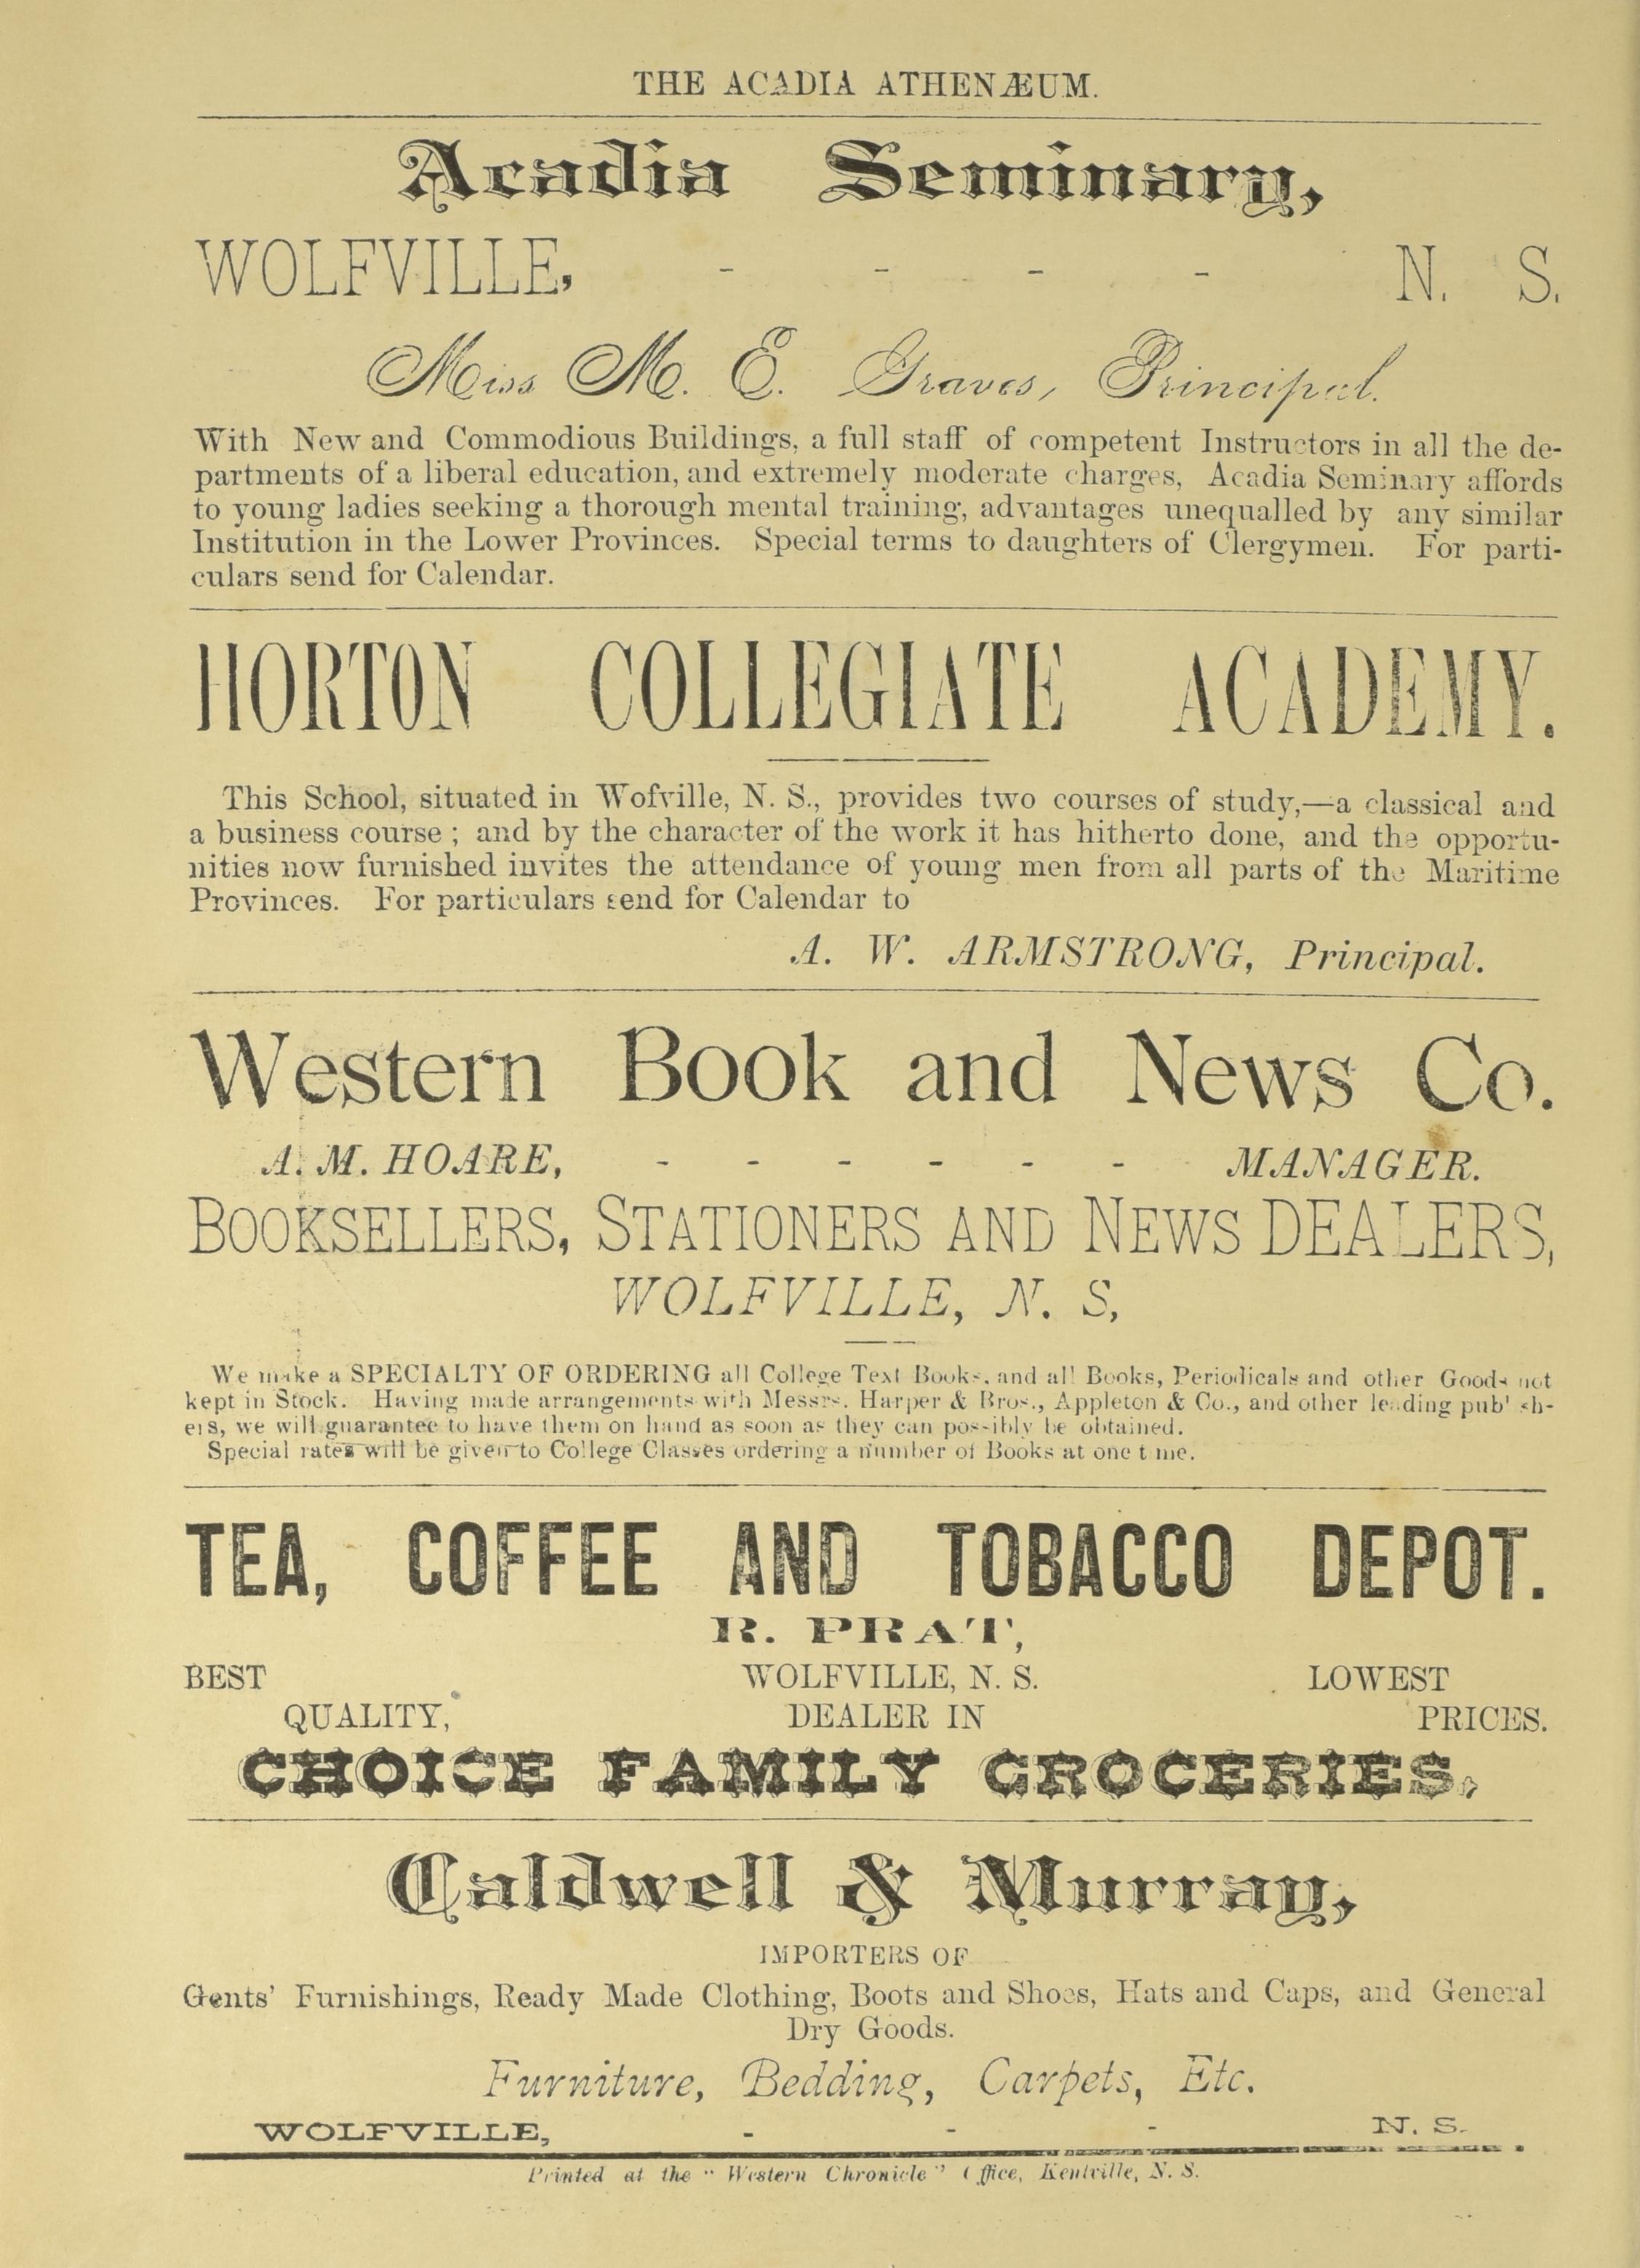 THE ACADIA ATHENÆUM.
Acadia Seminary,
WOLFVILLE, - - - - N. S.
Miss M. E. Graves, Principal.
With New and Commodious Buildings, a full staff of competent Instructors in all the de-
partments of a liberal education, and extremely moderate charges, Acadia Seminary affords
to young ladies seeking a thorough mental training, advantages unequalled by any similar
Institution in the Lower Provinces. Special terms to daughters of Clergymen. For parti-
culars send for Calendar.
HORTON COLLEGIATE ACADEMY.
This School, situated in Wofville, N. S., provides two courses of study,—a classical and
a business course; and by the character of the work it has hitherto done, and the opportu-
nities now furnished invites the attendance of young men from all parts of the Maritime
Provinces. For particulars send for Calendar to
A. W. ARMSTRONG, Principal.
Western Book and News Co.
A. M. HOARE, - - - - - - MANAGER.
BOOKSELLERS, STATIONERS AND NEWS DEALERS,
WOLFVILLE, N. S,
We make a SPECIALTY OF ORDERING all College Text Books, and all Books, Periodicals and other Goods not
kept in Stock. Having made arrangements with Messrs. Harper & Bros., Appleton & Co., and other leading publish-
ers, we will guarantee to have them on hand as soon as they can possibly be obtained.
Special rates will be given to College Classes ordering a number of Books at one time.
TEA, COFFEE AND TOBACCO DEPOT.
R. PRAT,
BEST WOLFVILLE, N. S. LOWEST
QUALITY, DEALER IN PRICES.
CHOICE FAMILY GROCERIES,
Caldwell & Murray,
IMPORTERS OF
Gents' Furnishings, Ready Made Clothing, Boots and Shoes, Hats and Caps, and General
Dry Goods.
Furniture, Bedding, Carpets, Etc.
WOLFVILLE, - - - N. S.
Printed at the "Western Chronicle" Office, Kentville, N. S.